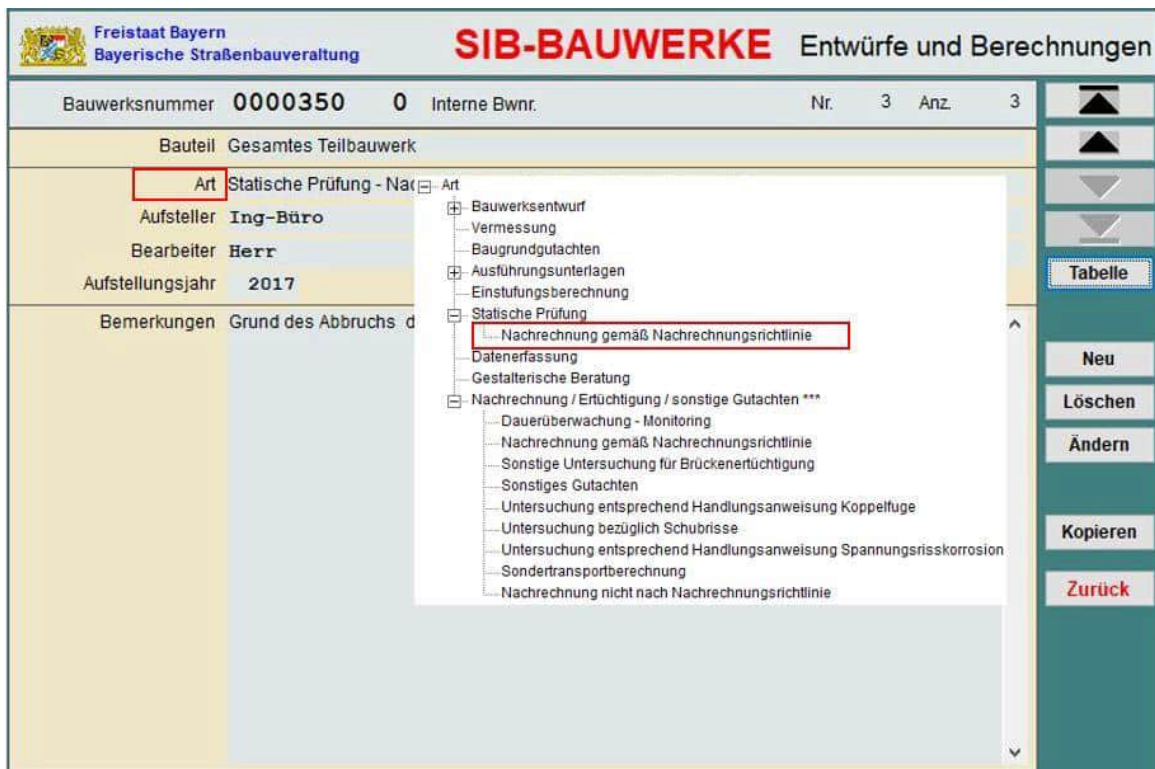 Freistaat Bayern
Bayerische Straßenbauveraltung
SIB-BAUWERKE Entwürfe und Berechnungen
Bauwerksnummer 0000350 0 Interne Bwnr. Nr. 3 Anz. 3
Bauteil Gesamtes Teilbauwerk
Art Statische Prüfung - Nac
Aufsteller Ing-Büro
Bearbeiter Herr
Aufstellungsjahr 2017
Bemerkungen Grund des Abbruchs d
Art
Bauwerksentwurf
Vermessung
Baugrundgutachten
Ausführungsunterlagen
Einstufungsberechnung
Statische Prüfung
Nachrechnung gemäß Nachrechnungsrichtlinie
Datenerfassung
Gestalterische Beratung
Nachrechnung / Ertüchtigung / sonstige Gutachten ***
Dauerüberwachung - Monitoring
Nachrechnung gemäß Nachrechnungsrichtlinie
Sonstige Untersuchung für Brückenertüchtigung
Sonstiges Gutachten
Untersuchung entsprechend Handlungsanweisung Koppelfuge
Untersuchung bezüglich Schubrisse
Untersuchung entsprechend Handlungsanweisung Spannungsrisskorrosion
Sondertransportberechnung
Nachrechnung nicht nach Nachrechnungsrichtlinie
Tabelle
Neu
Löschen
Ändern
Kopieren
Zurück